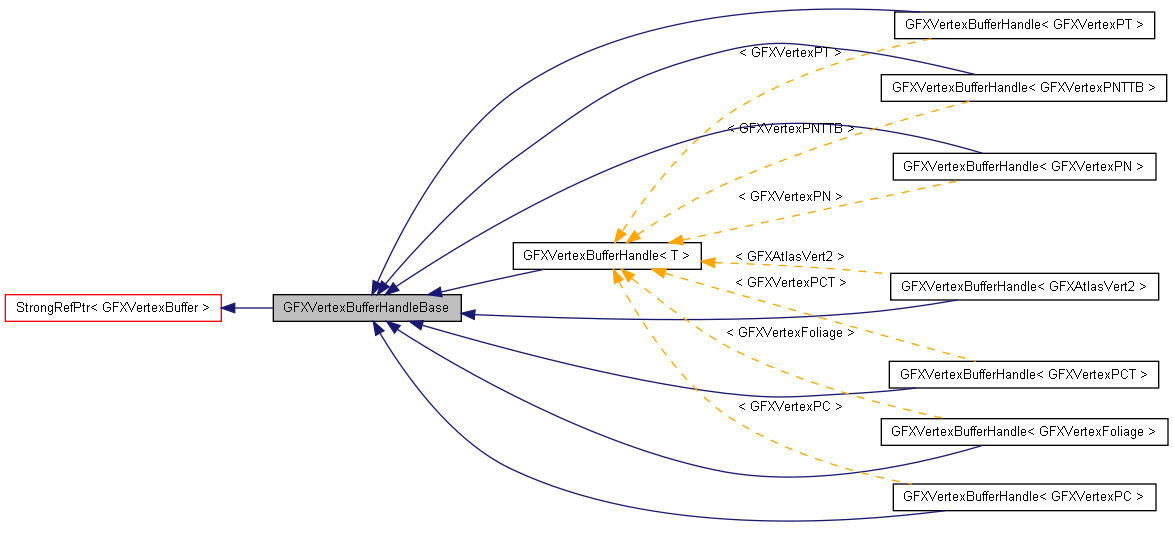 GFXVertexBufferHandle< GFXVertexPT >
< GFXVertexPT >
GFXVertexBufferHandle< GFXVertexPNTTB >
< GFXVertexPNTTB >
GFXVertexBufferHandle< GFXVertexPN >
< GFXVertexPN >
GFXVertexBufferHandle< T >
< GFXAtlasVert2 >
< GFXVertexPCT >
GFXVertexBufferHandle< GFXAtlasVert2 >
StrongRefPtr< GFXVertexBuffer >
GFXVertexBufferHandleBase
< GFXVertexFoliage >
GFXVertexBufferHandle< GFXVertexPCT >
< GFXVertexPC >
GFXVertexBufferHandle< GFXVertexFoliage >
GFXVertexBufferHandle< GFXVertexPC >